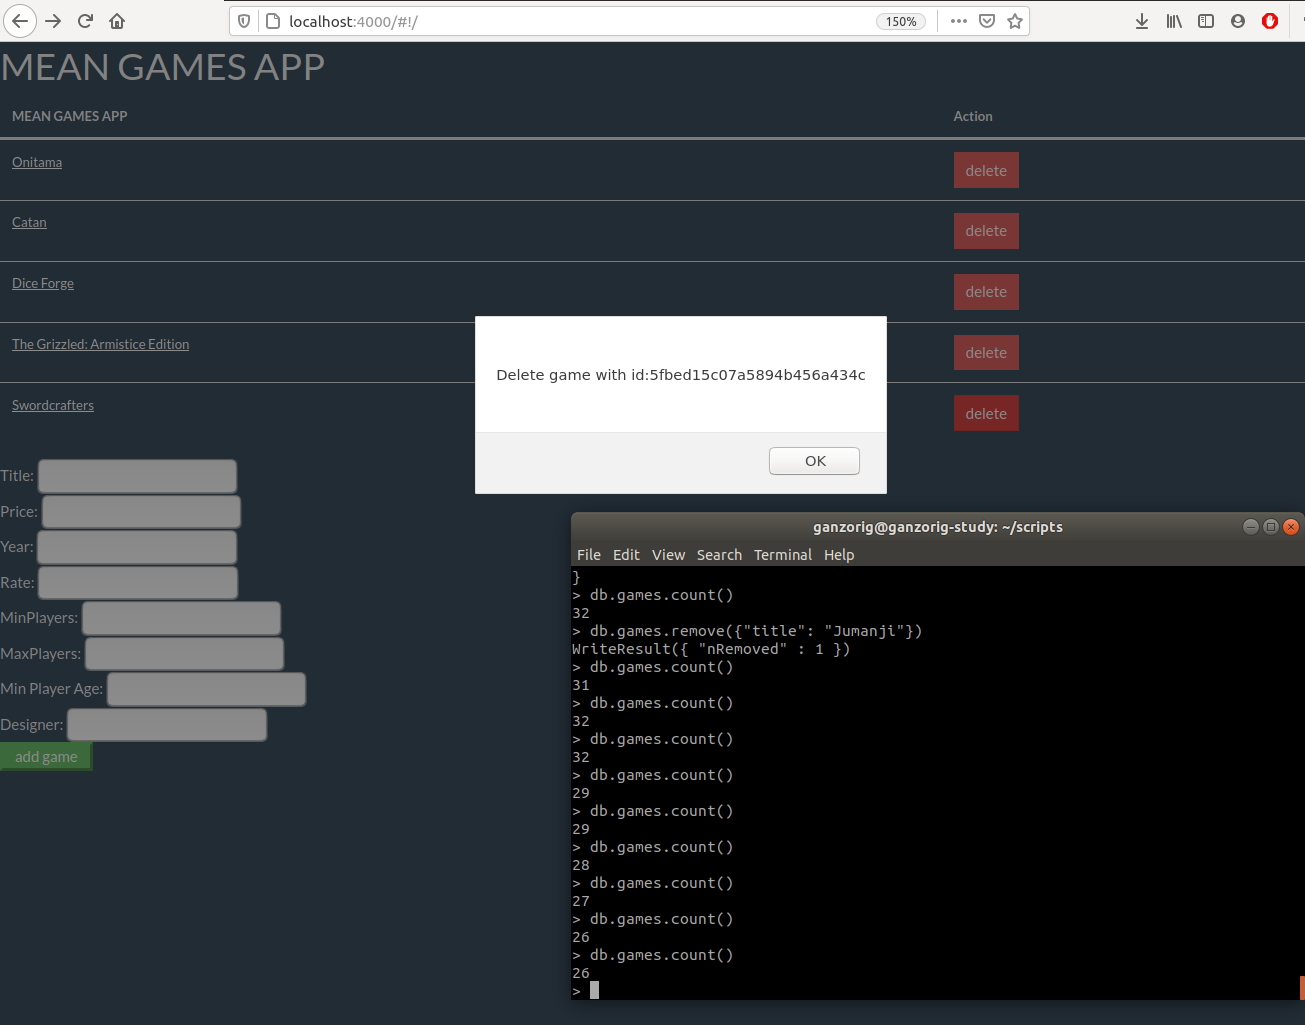 localhost:4000/#!/
150%
MEAN GAMES APP
MEAN GAMES APP Action
Onitama delete
Catan delete
Dice Forge delete
The Grizzled: Armistice Edition delete
Swordcrafters delete
Delete game with id:5fbed15c07a5894b456a434c
OK
Title:
Price:
Year:
Rate:
MinPlayers:
MaxPlayers:
Min Player Age:
Designer:
add game
ganzorig@ganzorig-study: ~/scripts
File Edit View Search Terminal Help
}
> db.games.count()
32
> db.games.remove({"title": "Jumanji"})
WriteResult({ "nRemoved" : 1 })
> db.games.count()
31
> db.games.count()
32
> db.games.count()
32
> db.games.count()
29
> db.games.count()
29
> db.games.count()
28
> db.games.count()
27
> db.games.count()
26
> db.games.count()
26
>